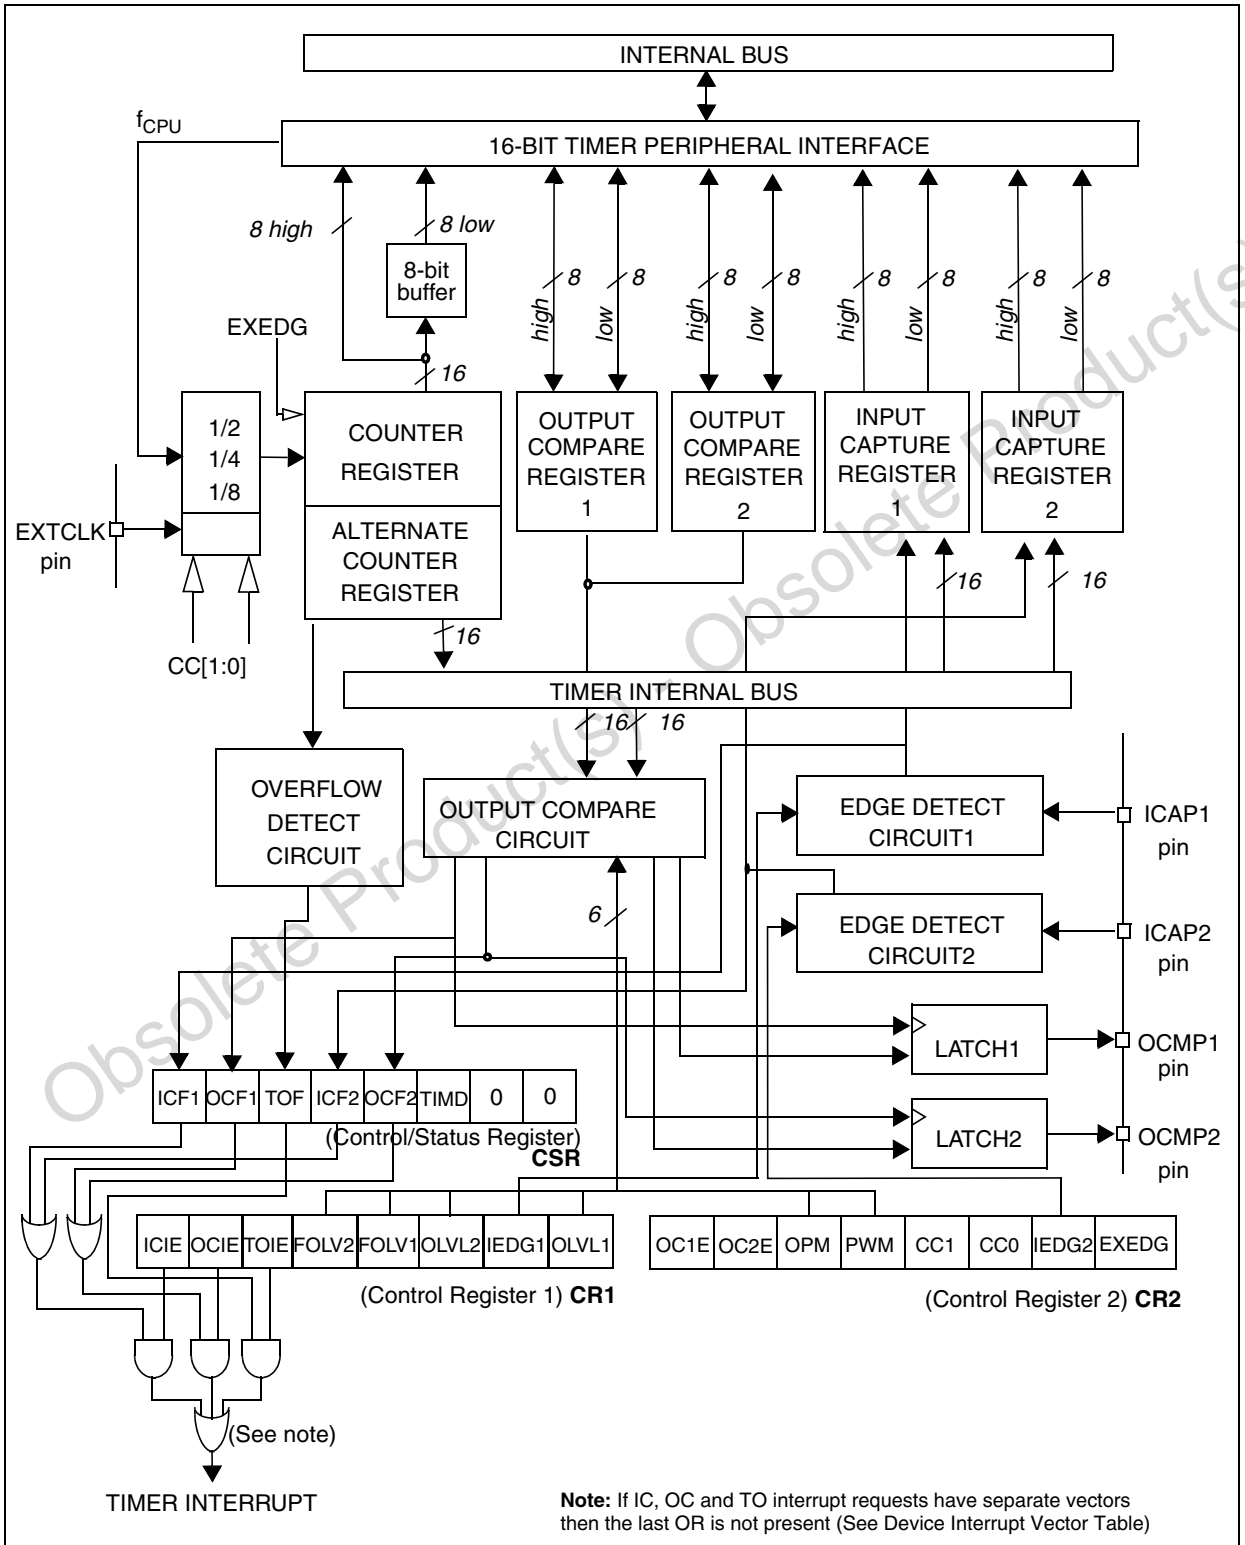 INTERNAL BUS
fCPU
16-BIT TIMER PERIPHERAL INTERFACE
8 high
8 low
8-bit
buffer
8
8
8
8
8
8
8
8
high
low
high
low
high
low
high
low
EXEDG
16
1/2
1/4
1/8
COUNTER
REGISTER
OUTPUT
COMPARE
REGISTER
1
OUTPUT
COMPARE
REGISTER
2
INPUT
CAPTURE
REGISTER
1
INPUT
CAPTURE
REGISTER
2
EXTCLK
pin
ALTERNATE
COUNTER
REGISTER
16
16
16
CC[1:0]
TIMER INTERNAL BUS
16
16
OVERFLOW
DETECT
CIRCUIT
OUTPUT COMPARE
CIRCUIT
EDGE DETECT
CIRCUIT1
ICAP1
pin
6
EDGE DETECT
CIRCUIT2
ICAP2
pin
LATCH1
OCMP1
pin
ICF1 OCF1 TOF ICF2 OCF2 TIMD 0 0
(Control/Status Register)
CSR
LATCH2
OCMP2
pin
ICIE OCIE TOIE FOLV2 FOLV1 OLVL2 IEDG1 OLVL1
OC1E OC2E OPM PWM CC1 CC0 IEDG2 EXEDG
(Control Register 1) CR1
(Control Register 2) CR2
(See note)
TIMER INTERRUPT
Note: If IC, OC and TO interrupt requests have separate vectors
then the last OR is not present (See Device Interrupt Vector Table)
Obsolete Product(s) - Obsolete Product(s